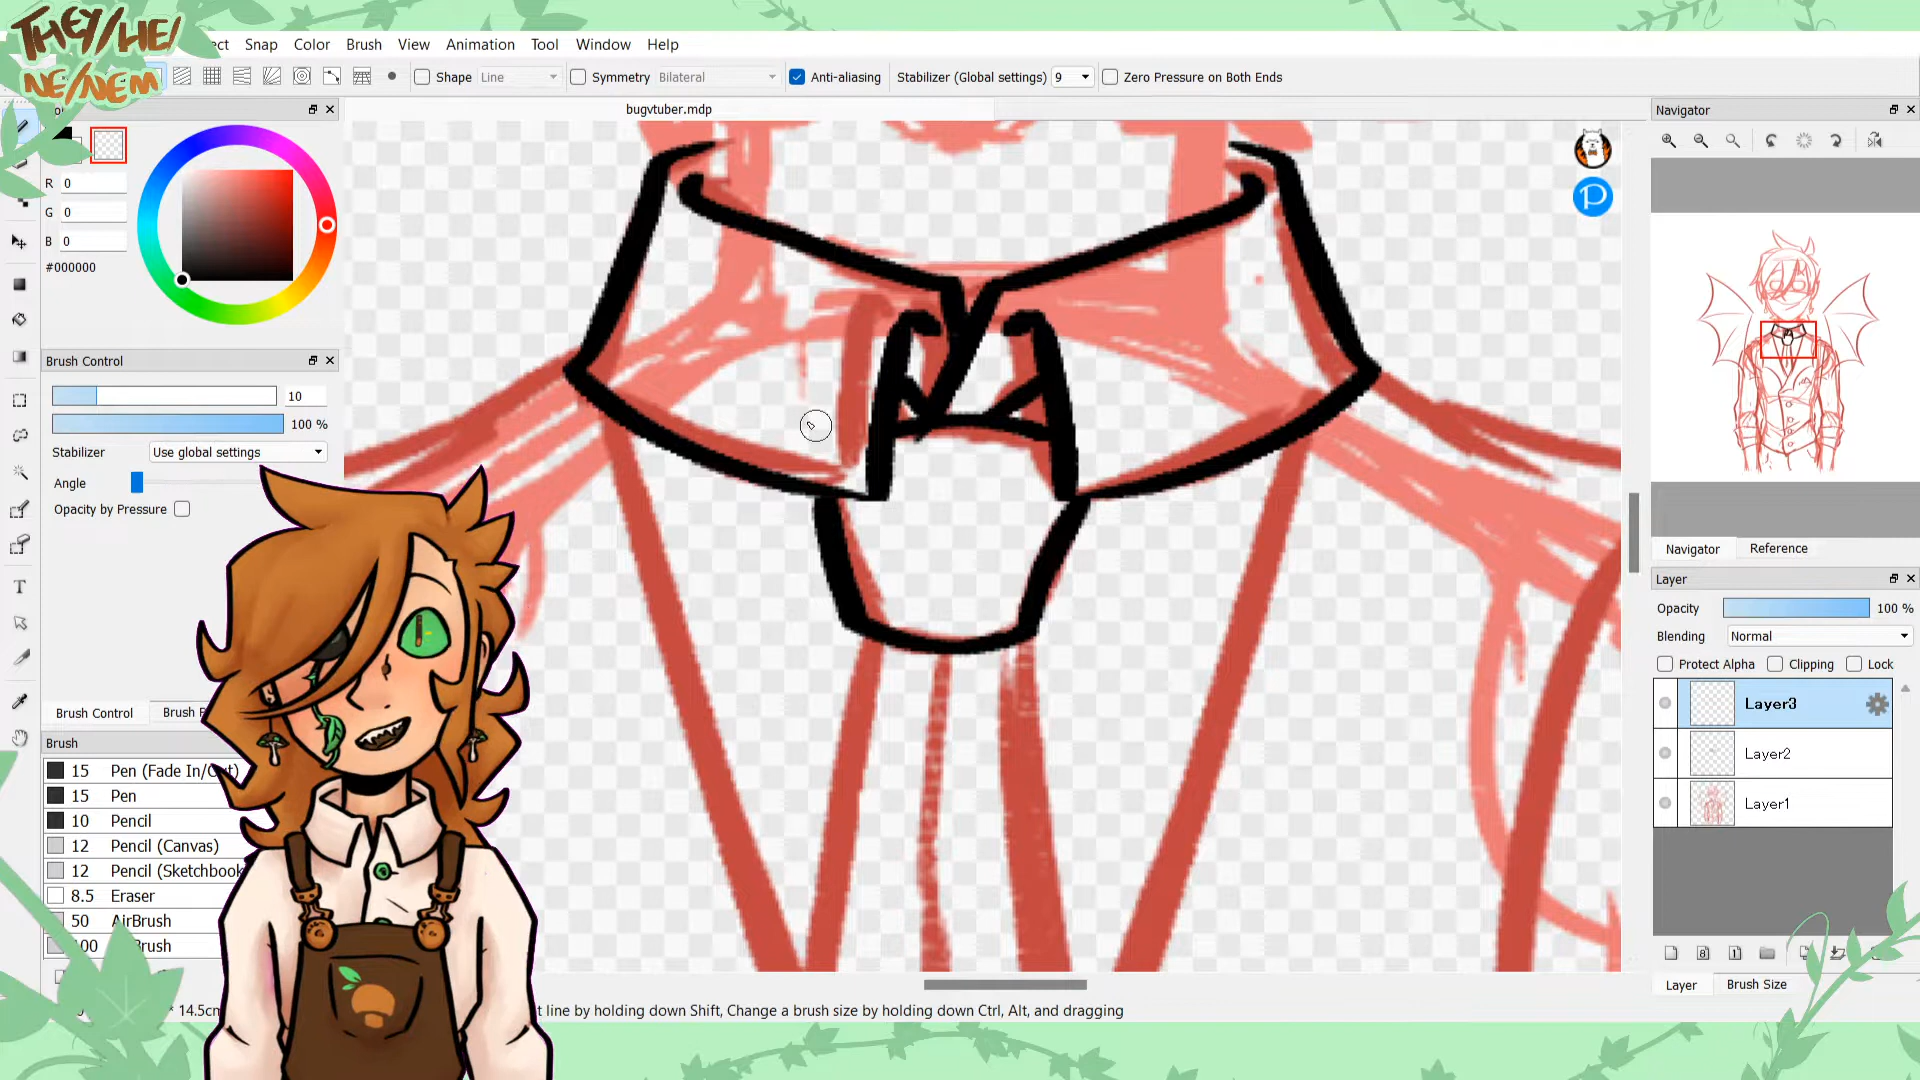 THEY/HE/
NE/NEM
ect Snap Color Brush View Animation Tool Window Help
Shape Line Symmetry Bilateral Anti-aliasing Stabilizer (Global settings) 9 Zero Pressure on Both Ends
bugvtuber.mdp
Navigator
R 0
G 0
B 0
#000000
Brush Control
10
100 %
Stabilizer Use global settings
Angle
Opacity by Pressure
Navigator Reference
Layer
Opacity 100 %
Blending Normal
Protect Alpha Clipping Lock
Layer3
Layer2
Layer1
Brush Control Brush P
Brush
15 Pen (Fade In/Out)
15 Pen
10 Pencil
12 Pencil (Canvas)
12 Pencil (Sketchbook
8.5 Eraser
50 AirBrush
100 Brush
Layer Brush Size
* 14.5cm
t line by holding down Shift, Change a brush size by holding down Ctrl, Alt, and dragging